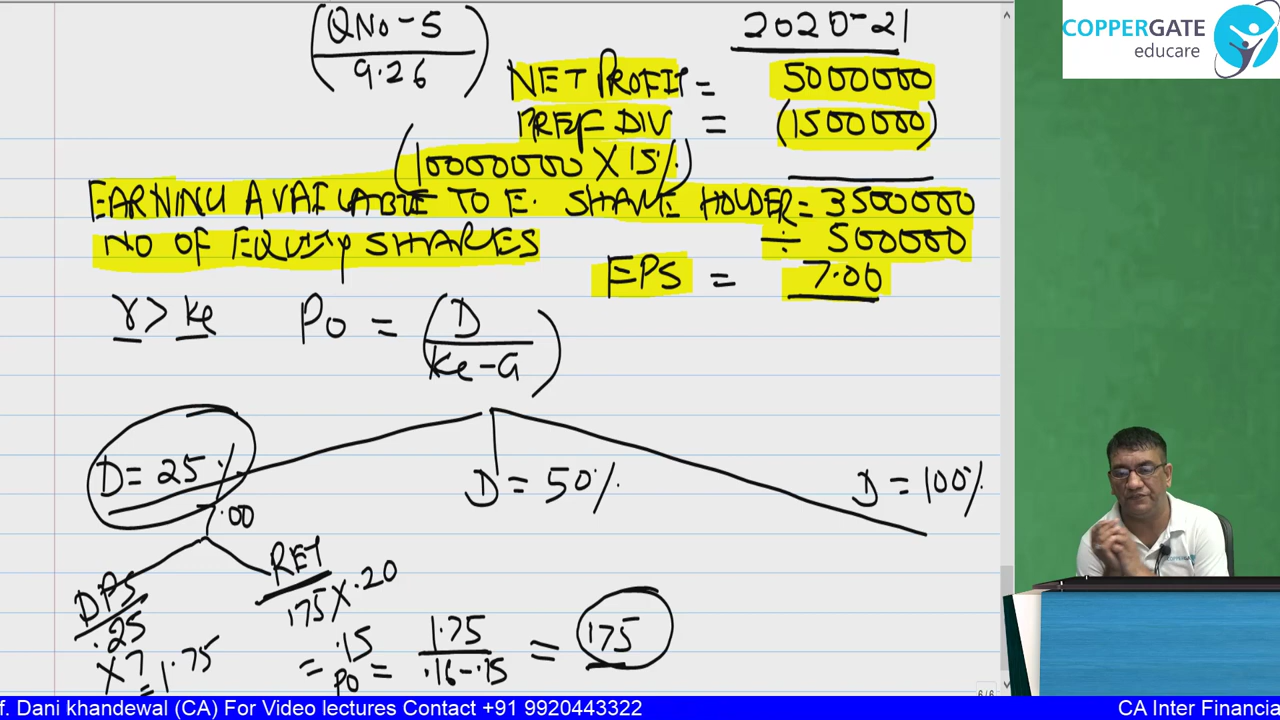 COPPERGATE
educare
QNo-5
9.26
2020-21
NET PROFIT = 5000000
PREF DIV = (1500000)
(10000000 X 15%)
EARNING AVAILABLE TO E. SHARE HOLDER = 3500000
NO OF EQUITY SHARES ÷ 500000
EPS = 7.00
r > ke P0 = (D / ke-G)
D = 25% D = 50% D = 100%
7.00
DPS RET
.25 X 7 = 1.75
.75 X .20 = .15
P0 = 1.75 / .16-.15 = 175
COPPERGATE
f. Dani khandewal (CA) For Video lectures Contact +91 9920443322 CA Inter Financia